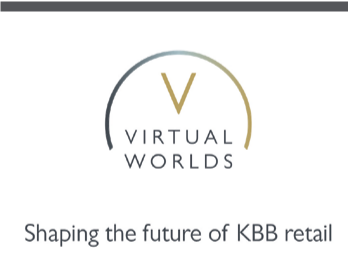 V
VIRTUAL
WORLDS
Shaping the future of KBB retail